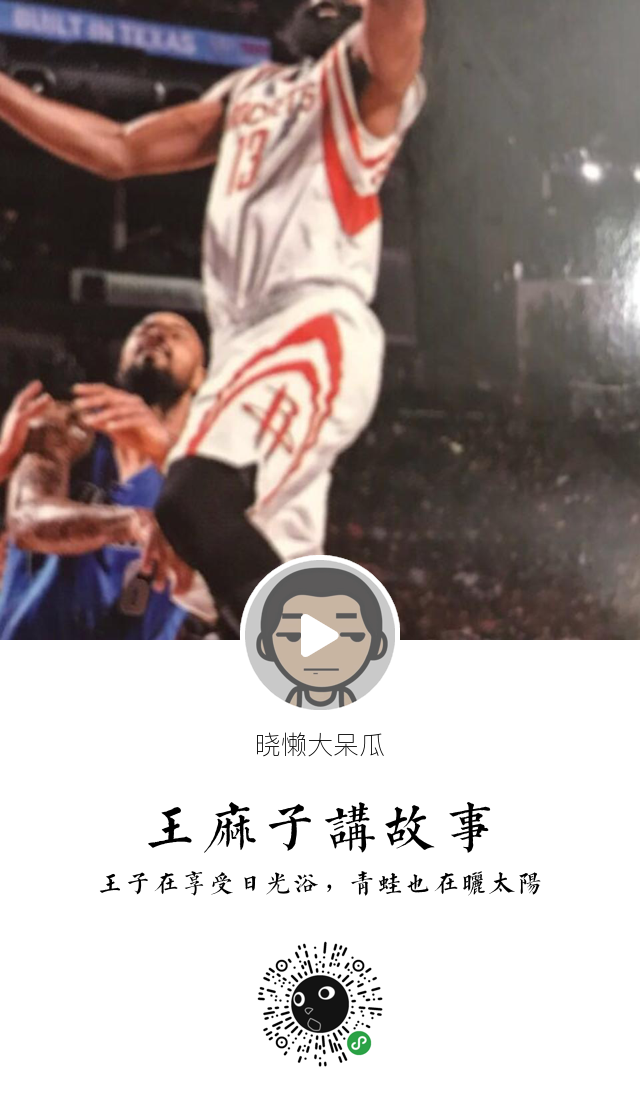 BUILT IN TEXAS
ROCKETS
13
晓懒大呆瓜
王麻子講故事
王子在享受日光浴，青蛙也在曬太陽